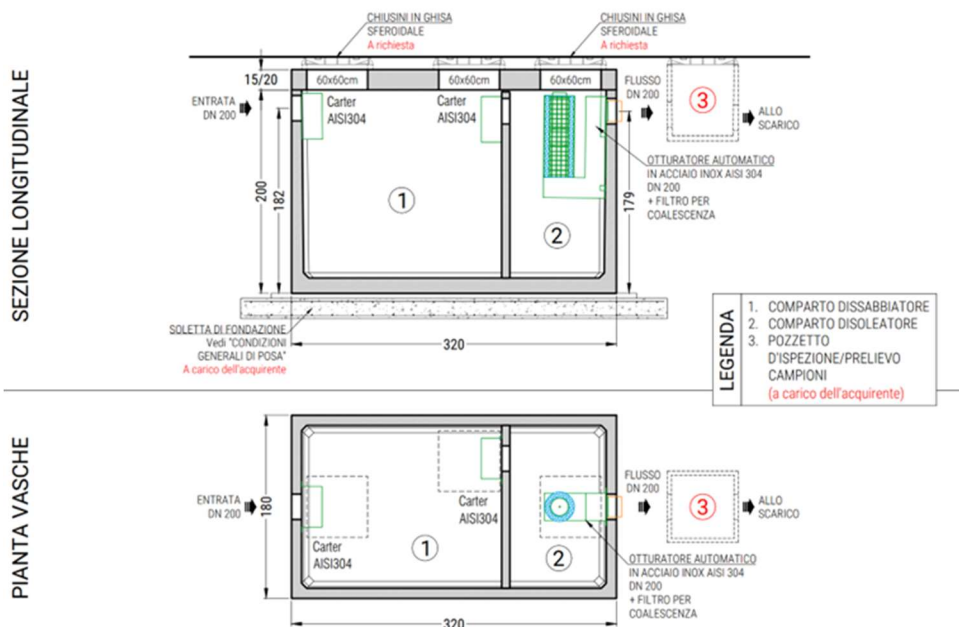 SEZIONE LONGITUDINALE
CHIUSINI IN GHISA
SFEROIDALE
A richiesta
CHIUSINI IN GHISA
SFEROIDALE
A richiesta
15/20
60x60cm
60x60cm
60x60cm
ENTRATA
DN 200
Carter
AISI304
Carter
AISI304
FLUSSO
DN 200
3
ALLO
SCARICO
OTTURATORE AUTOMATICO
IN ACCIAIO INOX AISI 304
DN 200
+ FILTRO PER
COALESCENZA
200
182
179
1
2
SOLETTA DI FONDAZIONE
Vedi "CONDIZIONI
GENERALI DI POSA"
A carico dell'acquirente
320
LEGENDA
1. COMPARTO DISSABBIATORE
2. COMPARTO DISOLEATORE
3. POZZETTO
D'ISPEZIONE/PRELIEVO
CAMPIONI
(a carico dell'acquirente)
PIANTA VASCHE
ENTRATA
DN 200
180
Carter
AISI304
Carter
AISI304
1
2
FLUSSO
DN 200
3
ALLO
SCARICO
OTTURATORE AUTOMATICO
IN ACCIAIO INOX AISI 304
DN 200
+ FILTRO PER
COALESCENZA
320